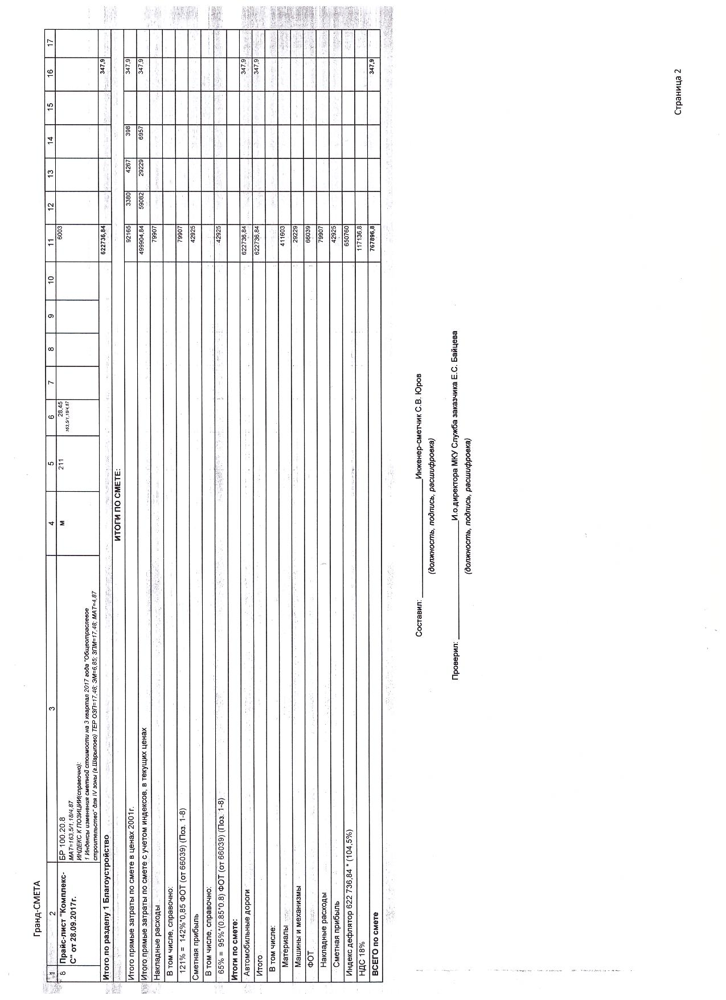 Гранд-СМЕТА
1 2 3 4 5 6 7 8 9 10 11 12 13 14 15 16 17
8 Прайс-лист "Комплекс- БР 100.20.8 м 211 28,45 6003
С" от 28.09.2017г. МАТ=163,5/1,18/4,87 163,5/1,18/4,87
ИНДЕКС К ПОЗИЦИИ(справочно):
1 Индексы изменения сметной стоимости на 3 квартал 2017 года "Общеотраслевое
строительство" для IV зоны (г.Шарыпово) ТЕР ОЗП=17,48; ЭМ=6,85; ЗПМ=17,48; МАТ=4,87
Итого по разделу 1 Благоустройство 622736,84 347,9
ИТОГИ ПО СМЕТЕ:
Итого прямые затраты по смете в ценах 2001г. 92165 3380 4267 398 347,9
Итого прямые затраты по смете с учетом индексов, в текущих ценах 499904,84 59082 29229 6957 347,9
Накладные расходы 79907
В том числе, справочно:
121% = 142%*0,85 ФОТ (от 66039) (Поз. 1-8) 79907
Сметная прибыль 42925
В том числе, справочно:
65% = 95%*(0.85*0.8) ФОТ (от 66039) (Поз. 1-8) 42925
Итоги по смете:
Автомобильные дороги 622736,84 347,9
Итого 622736,84 347,9
В том числе:
Материалы 411603
Машины и механизмы 29229
ФОТ 66039
Накладные расходы 79907
Сметная прибыль 42925
Индекс дефлятор 622 736,84 * (104,5%) 650760
НДС 18% 117136,8
ВСЕГО по смете 767896,8 347,9
Составил: Инженер-сметчик С.В. Юров
(должность, подпись, расшифровка)
Проверил: И.о.директора МКУ Служба заказчика Е.С. Байцева
(должность, подпись, расшифровка)
Страница 2